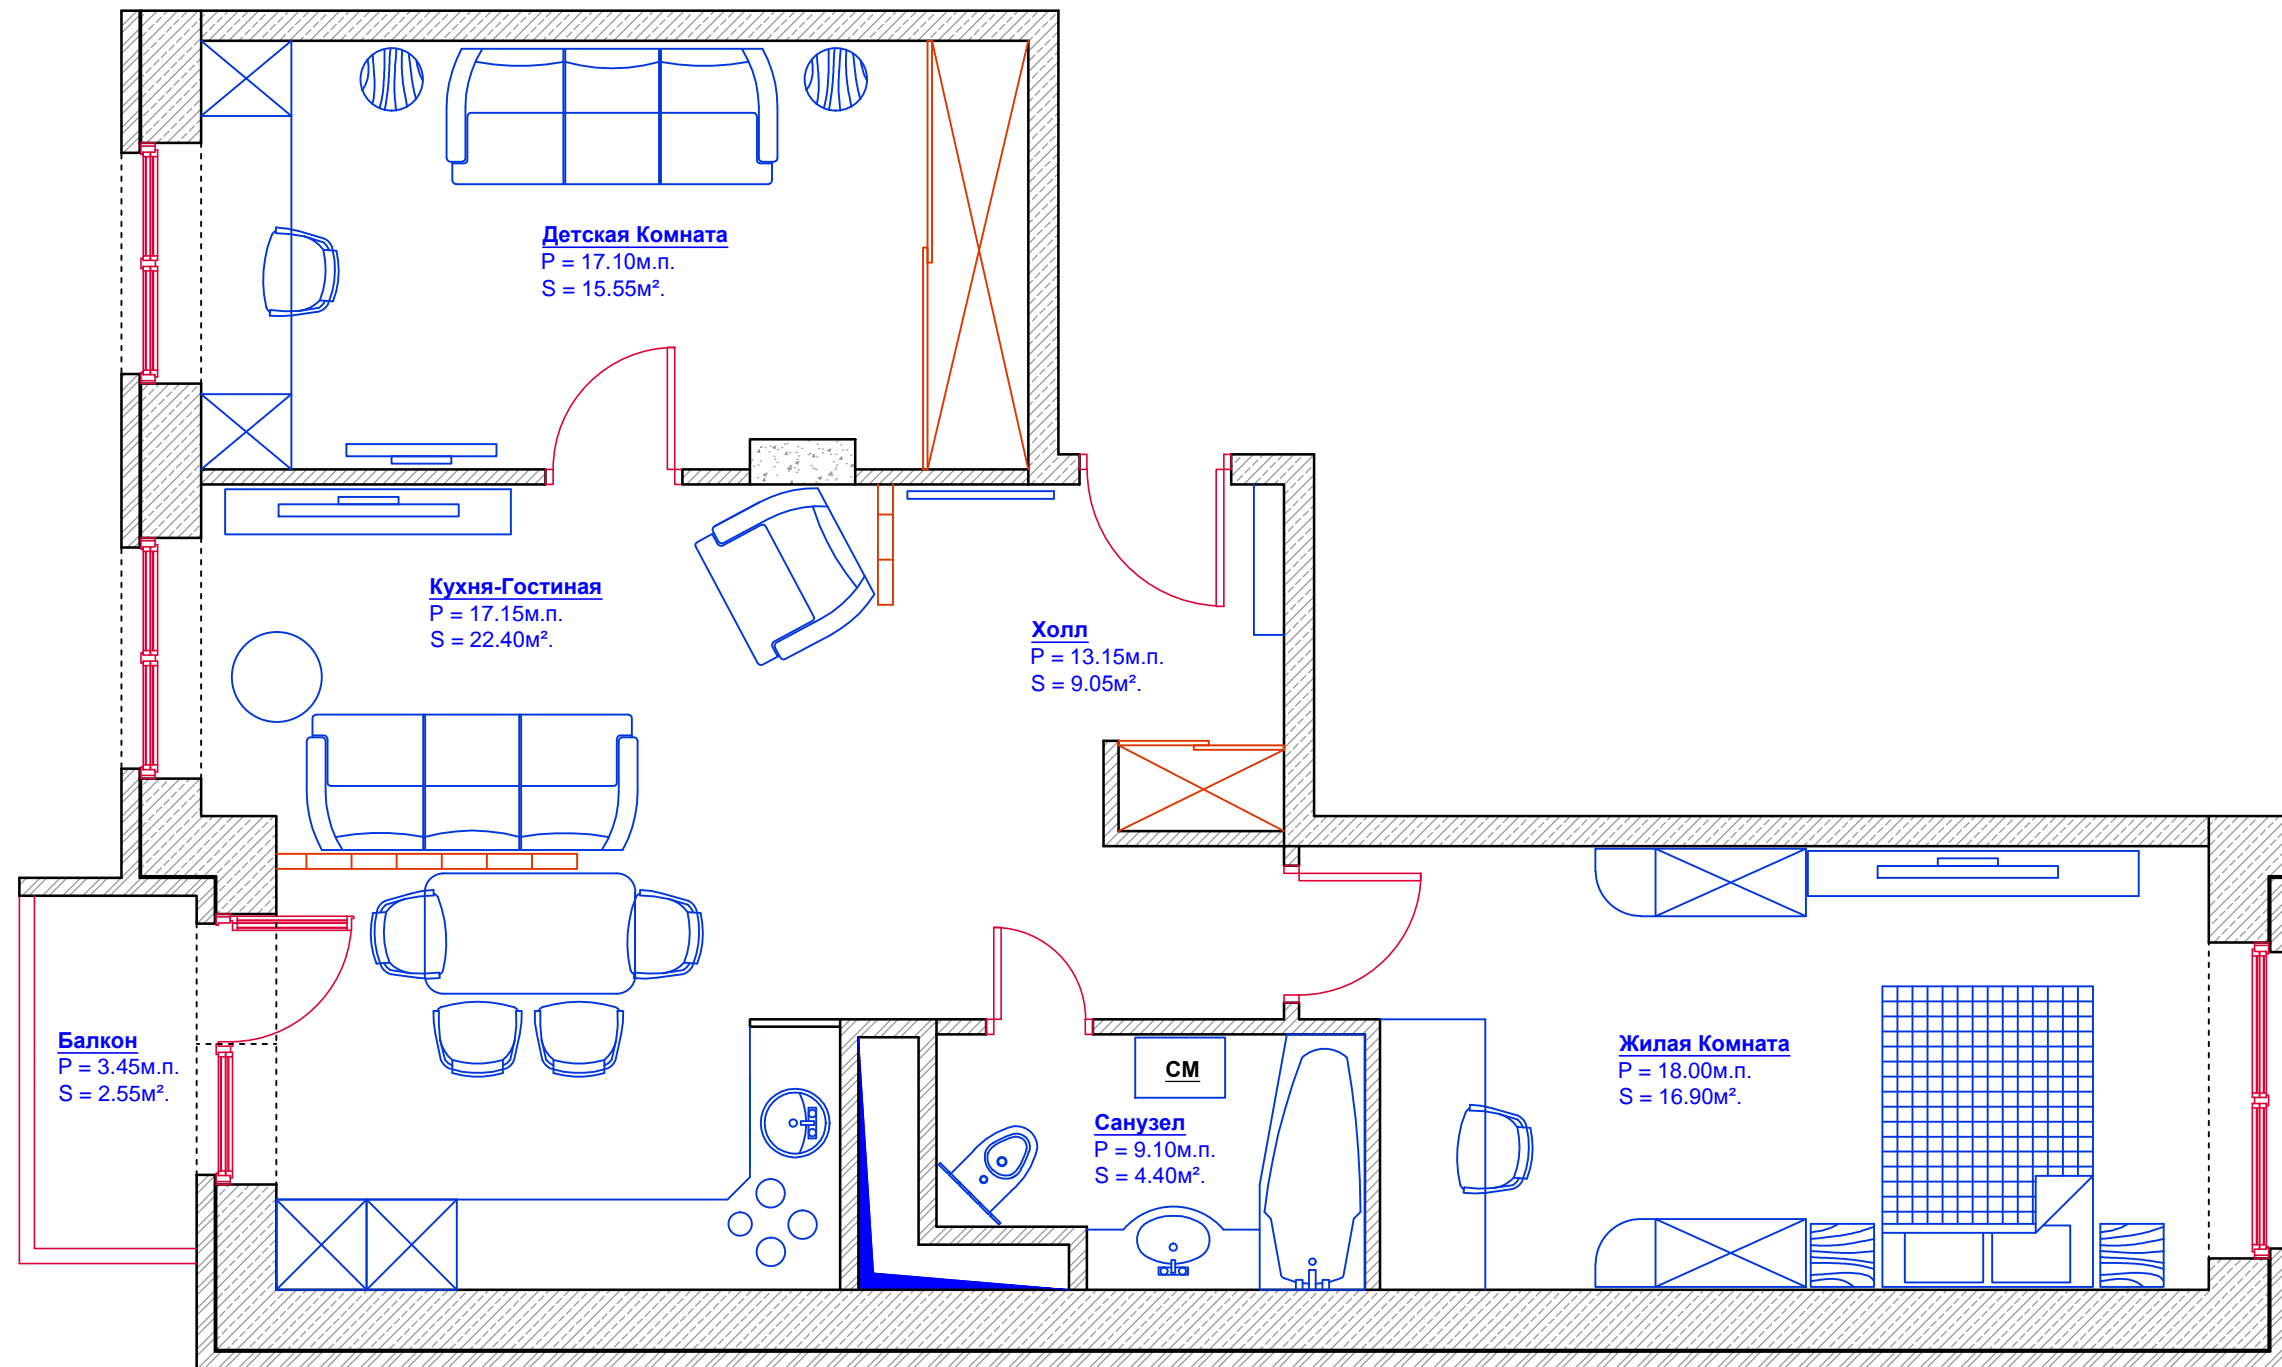 Детская Комната
P = 17.10м.п.
S = 15.55м².
Кухня-Гостиная
P = 17.15м.п.
S = 22.40м².
Холл
P = 13.15м.п.
S = 9.05м².
Балкон
P = 3.45м.п.
S = 2.55м².
СМ
Санузел
P = 9.10м.п.
S = 4.40м².
Жилая Комната
P = 18.00м.п.
S = 16.90м².